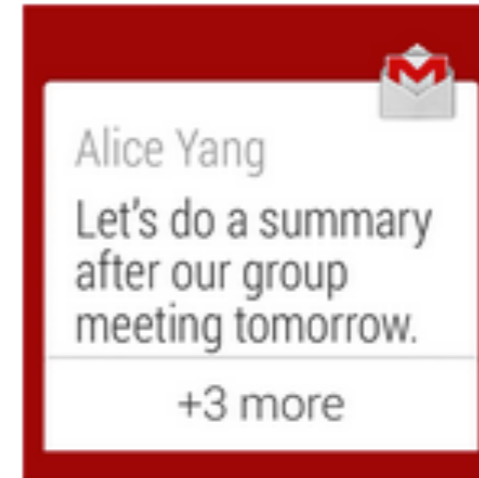 Alice Yang
Let's do a summary
after our group
meeting tomorrow.
+3 more